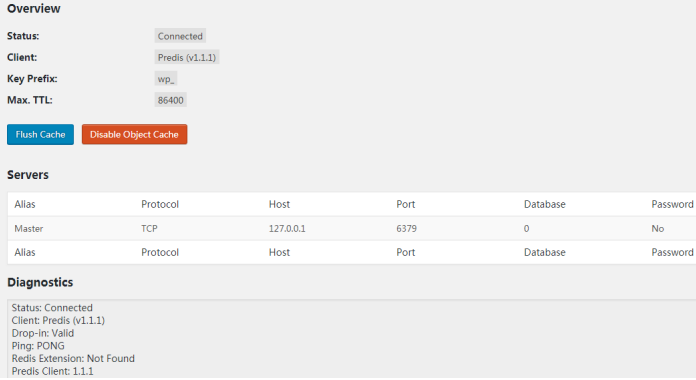 Overview
Status: Connected
Client: Predis (v1.1.1)
Key Prefix: wp_
Max. TTL: 86400
Flush Cache Disable Object Cache
Servers
Alias Protocol Host Port Database Password
Master TCP 127.0.0.1 6379 0 No
Alias Protocol Host Port Database Password
Diagnostics
Status: Connected
Client: Predis (v1.1.1)
Drop-in: Valid
Ping: PONG
Redis Extension: Not Found
Predis Client: 1.1.1